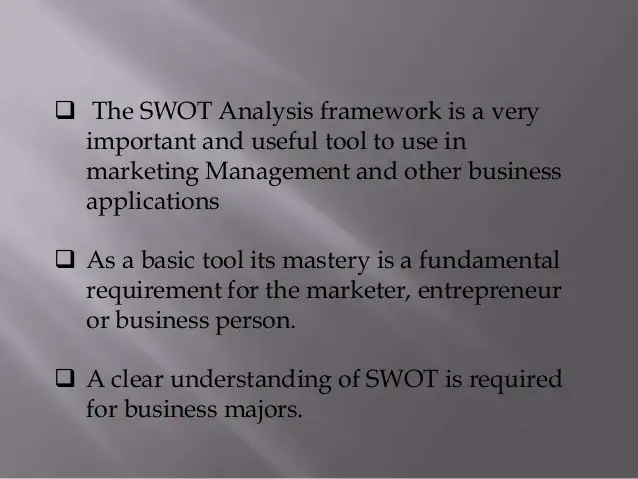 ❑ The SWOT Analysis framework is a very
important and useful tool to use in
marketing Management and other business
applications
❑ As a basic tool its mastery is a fundamental
requirement for the marketer, entrepreneur
or business person.
❑ A clear understanding of SWOT is required
for business majors.